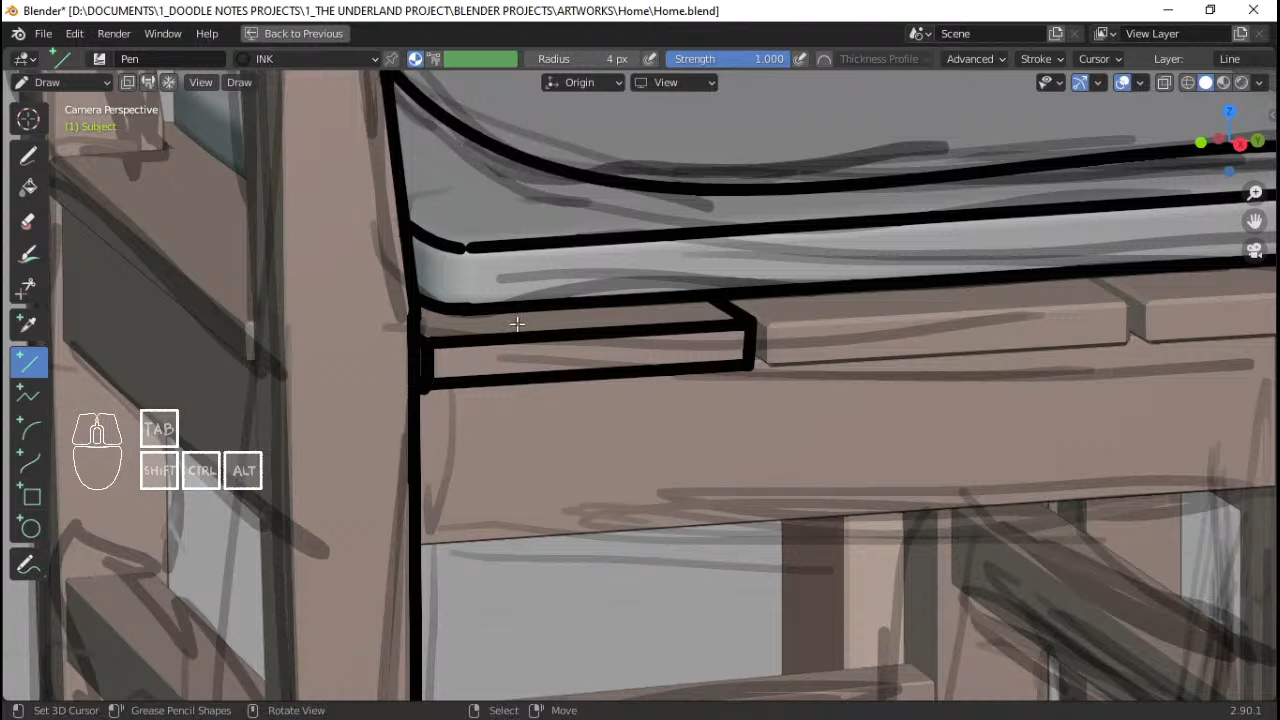 Blender* [D:\DOCUMENTS\1_DOODLE NOTES PROJECTS\1_THE UNDERLAND PROJECT\BLENDER PROJECTS\ARTWORKS\Home\Home.blend]
File Edit Render Window Help Back to Previous Scene View Layer
Pen INK Radius 4 px Strength 1.000 Thickness Profile Advanced Stroke Cursor Layer: Line
Draw View Draw Origin View
Camera Perspective
(1) Subject
Z
Y
X
TAB
SHIFT CTRL ALT
Set 3D Cursor Grease Pencil Shapes Rotate View Select Move 2.90.1